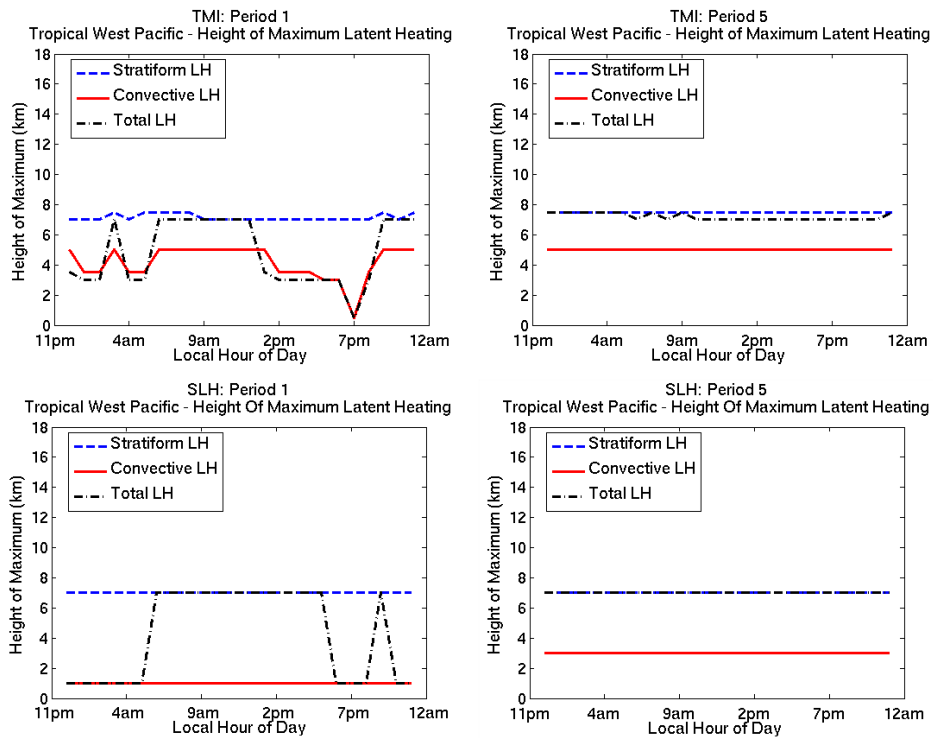 TMI: Period 1
Tropical West Pacific - Height of Maximum Latent Heating
18
16
14
12
10
8
6
4
2
0
Height of Maximum (km)
Stratiform LH
Convective LH
Total LH
11pm 4am 9am 2pm 7pm 12am
Local Hour of Day
TMI: Period 5
Tropical West Pacific - Height of Maximum Latent Heating
18
16
14
12
10
8
6
4
2
0
Height of Maximum (km)
Stratiform LH
Convective LH
Total LH
11pm 4am 9am 2pm 7pm 12am
Local Hour of Day
SLH: Period 1
Tropical West Pacific - Height Of Maximum Latent Heating
18
16
14
12
10
8
6
4
2
0
Height of Maximum (km)
Stratiform LH
Convective LH
Total LH
11pm 4am 9am 2pm 7pm 12am
Local Hour of Day
SLH: Period 5
Tropical West Pacific - Height Of Maximum Latent Heating
18
16
14
12
10
8
6
4
2
0
Height of Maximum (km)
Stratiform LH
Convective LH
Total LH
11pm 4am 9am 2pm 7pm 12am
Local Hour of Day